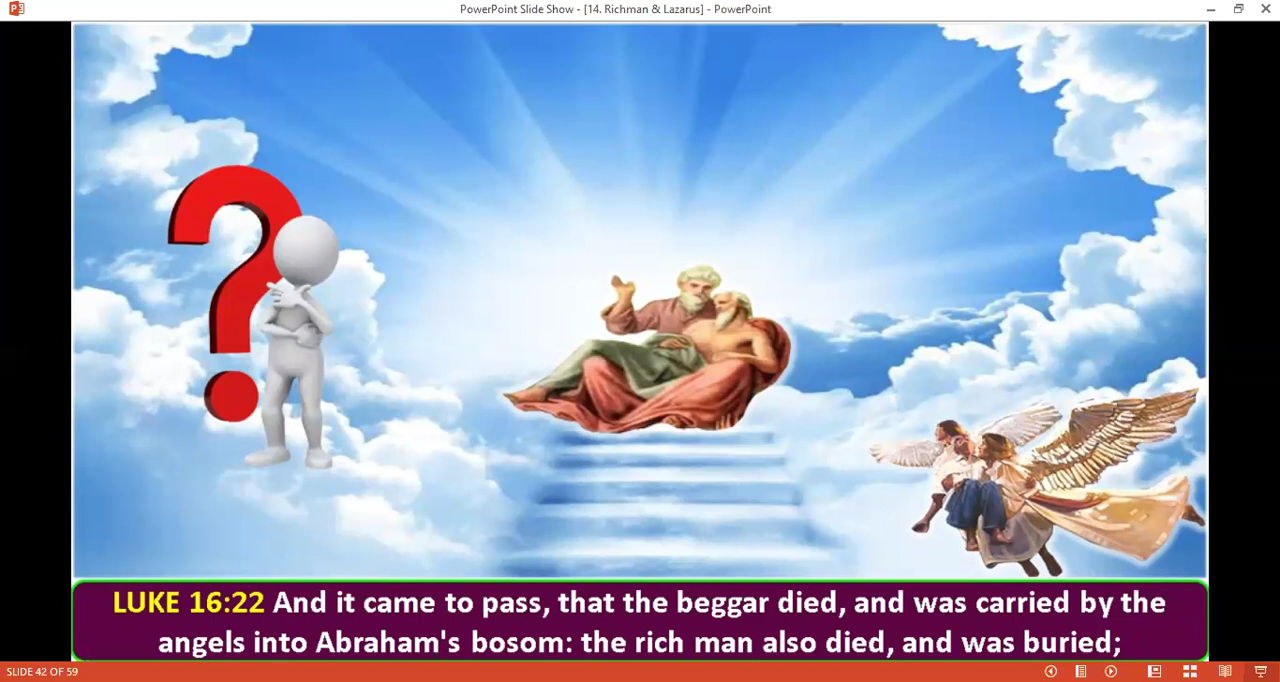 PowerPoint Slide Show - [14. Richman & Lazarus] - PowerPoint
LUKE 16:22 And it came to pass, that the beggar died, and was carried by the
angels into Abraham's bosom: the rich man also died, and was buried;
SLIDE 42 OF 59